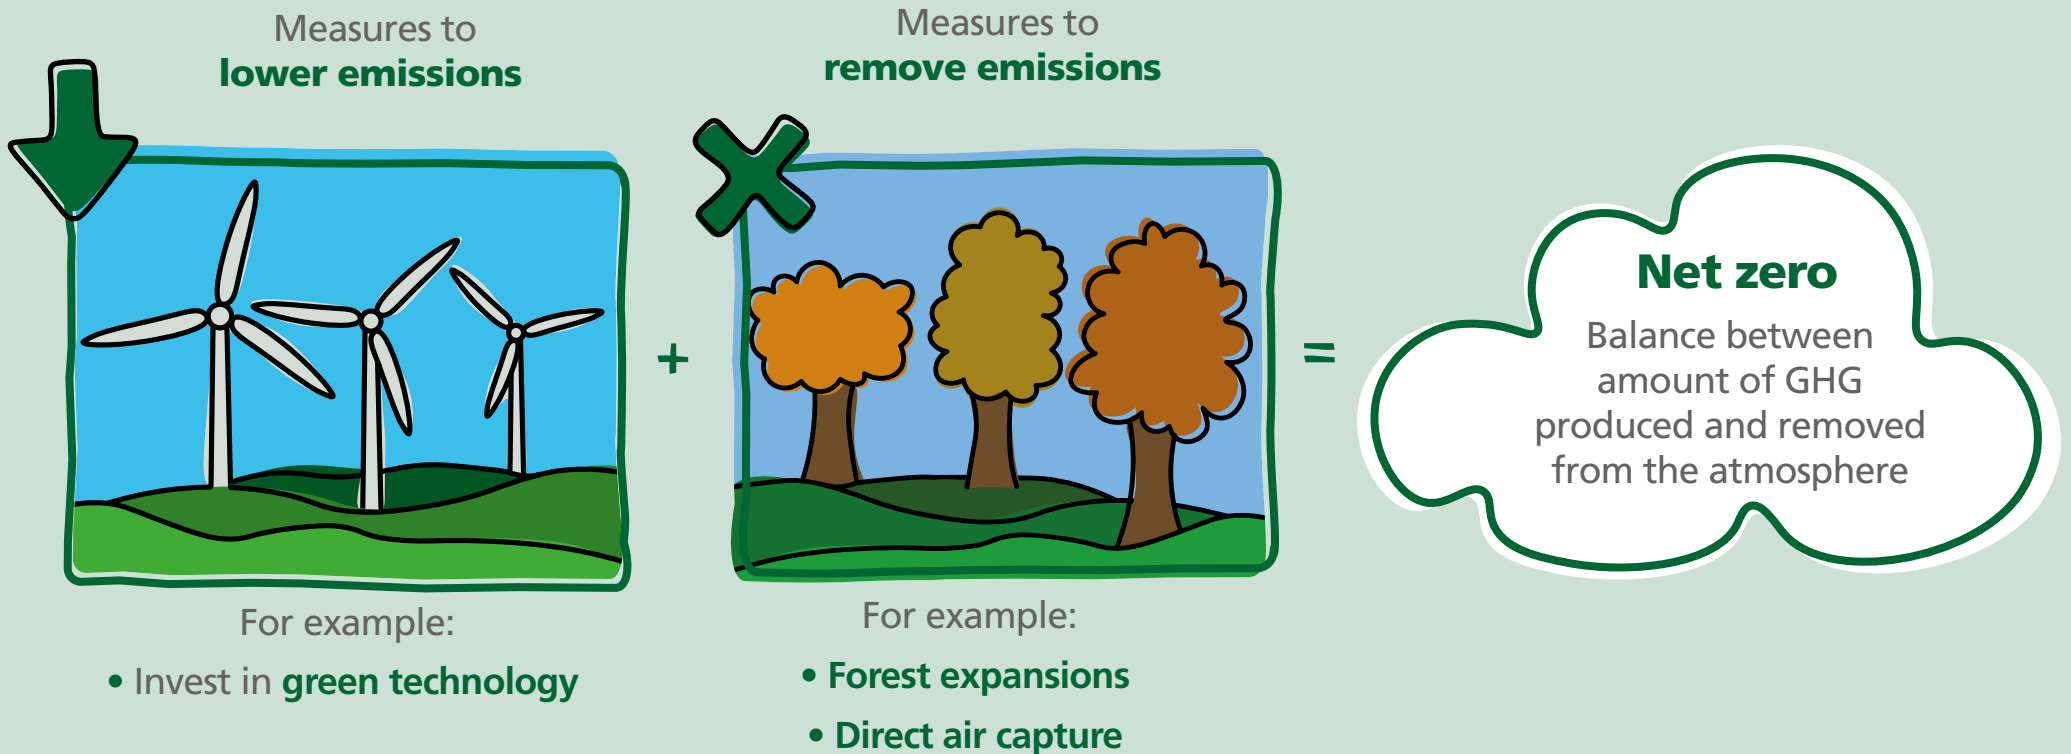 Measures to
lower emissions
For example:
• Invest in green technology
+
Measures to
remove emissions
For example:
• Forest expansions
• Direct air capture
=
Net zero
Balance between
amount of GHG
produced and removed
from the atmosphere